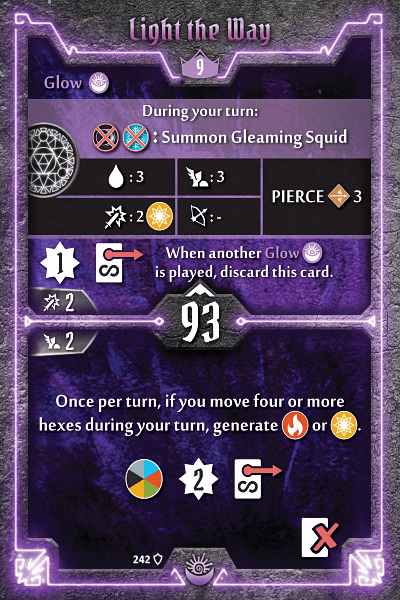 Light the Way
9
Glow
During your turn:
: Summon Gleaming Squid
: 3
: 3
PIERCE 3
: 2
: -
1
When another Glow
is played, discard this card.
2
93
2
Once per turn, if you move four or more
hexes during your turn, generate or .
2
242